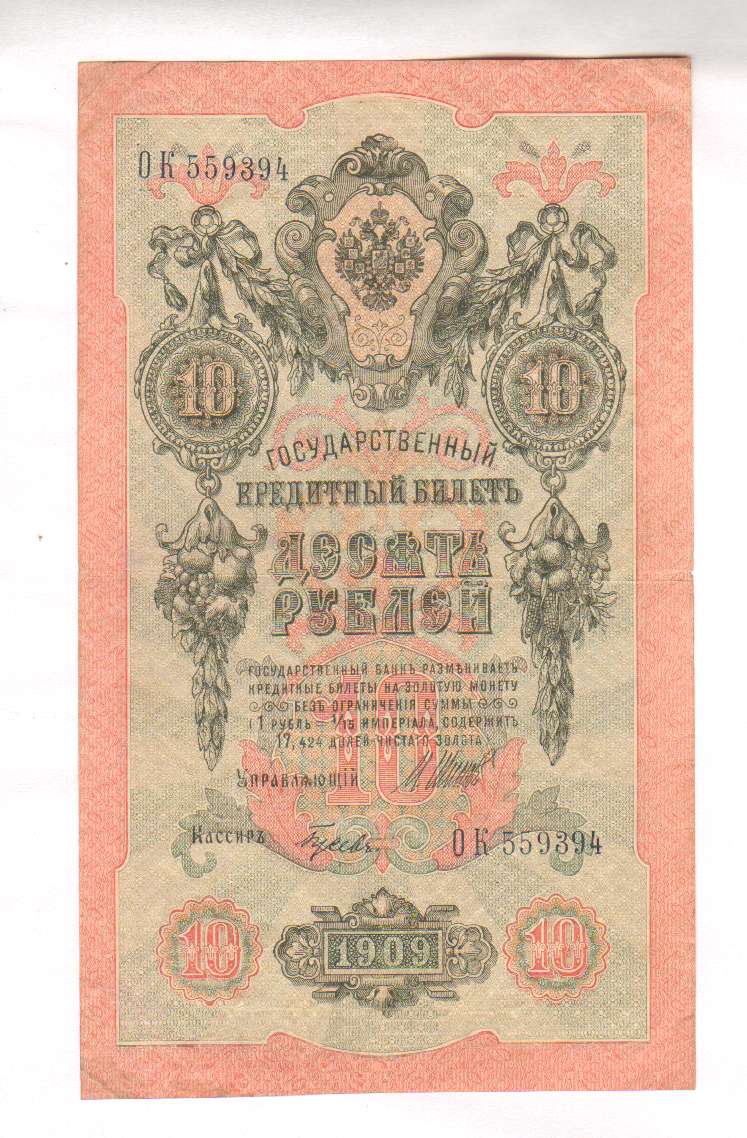 ОК 559394
10 10
ГОСУДАРСТВЕННЫЙ
КРЕДИТНЫЙ БИЛЕТЪ
ДЕСЯТЬ
РУБЛЕЙ
ГОСУДАРСТВЕННЫЙ БАНКЪ РАЗМѢНИВАЕТЪ
КРЕДИТНЫЕ БИЛЕТЫ НА ЗОЛОТУЮ МОНЕТУ
БЕЗЪ ОГРАНИЧЕНІЯ СУММЫ
(1 РУБЛЬ = 1/15 ИМПЕРІАЛА, СОДЕРЖИТЪ
17,424 ДОЛЕЙ ЧИСТАГО ЗОЛОТА
10
УПРАВЛЯЮЩІЙ
Кассиръ
ОК 559394
10 1909 10